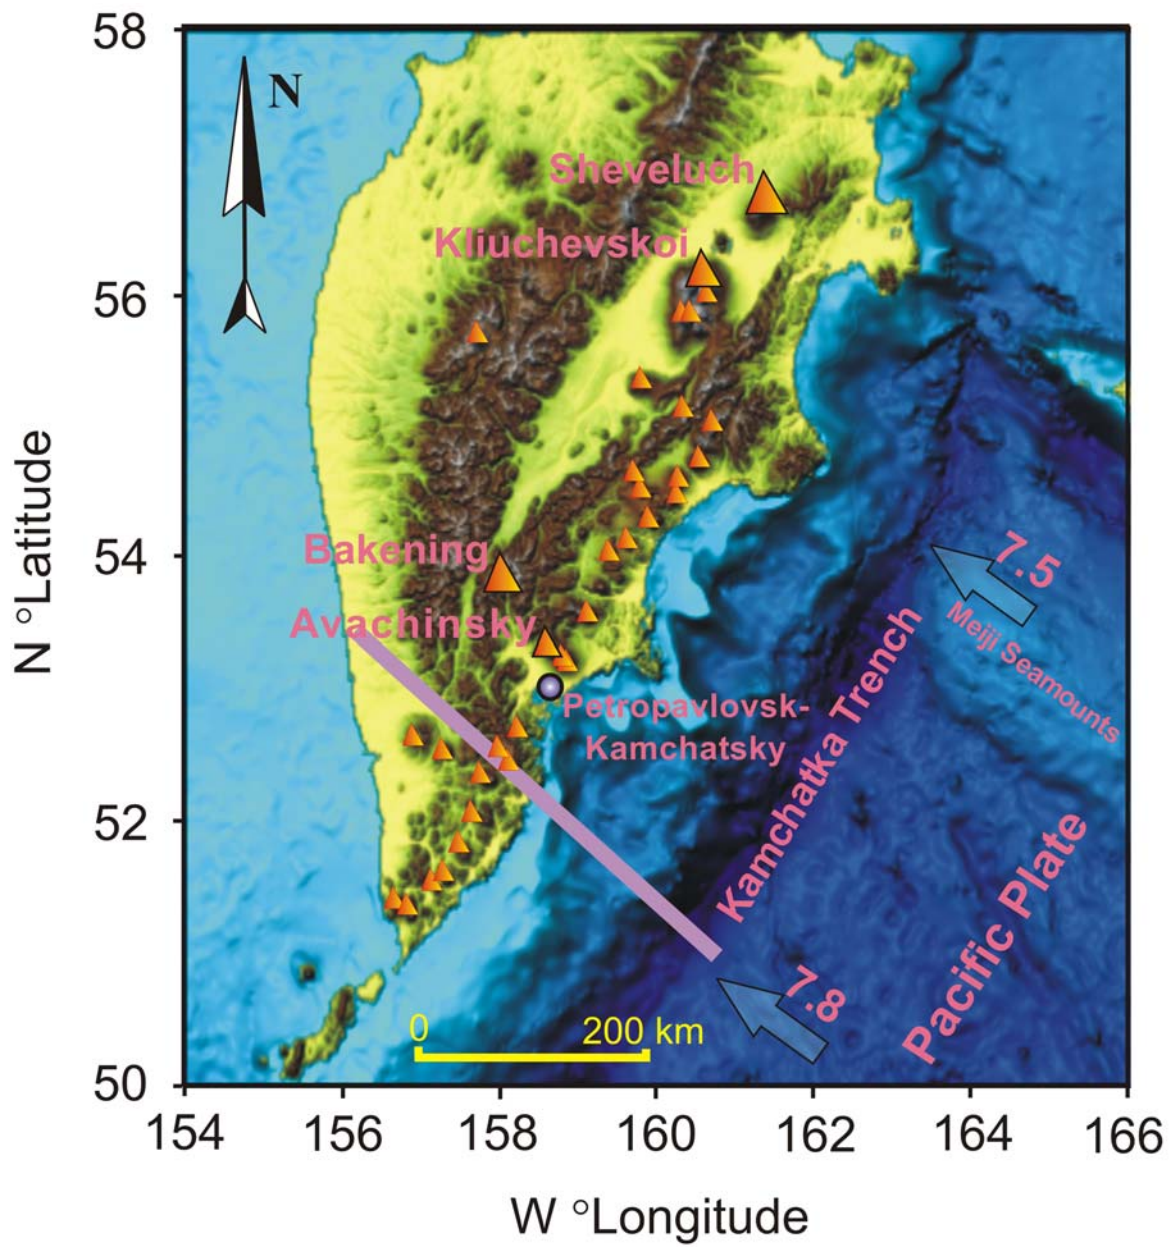 58
N
Sheveluch
Kliuchevskoi
56
Bakening
54
7.5
Avachinsky
Meiji Seamounts
Petropavlovsk-
Kamchatsky
Kamchatka Trench
52
Pacific Plate
7.8
0
200 km
50
154
156
158
160
162
164
166
N °Latitude
W °Longitude